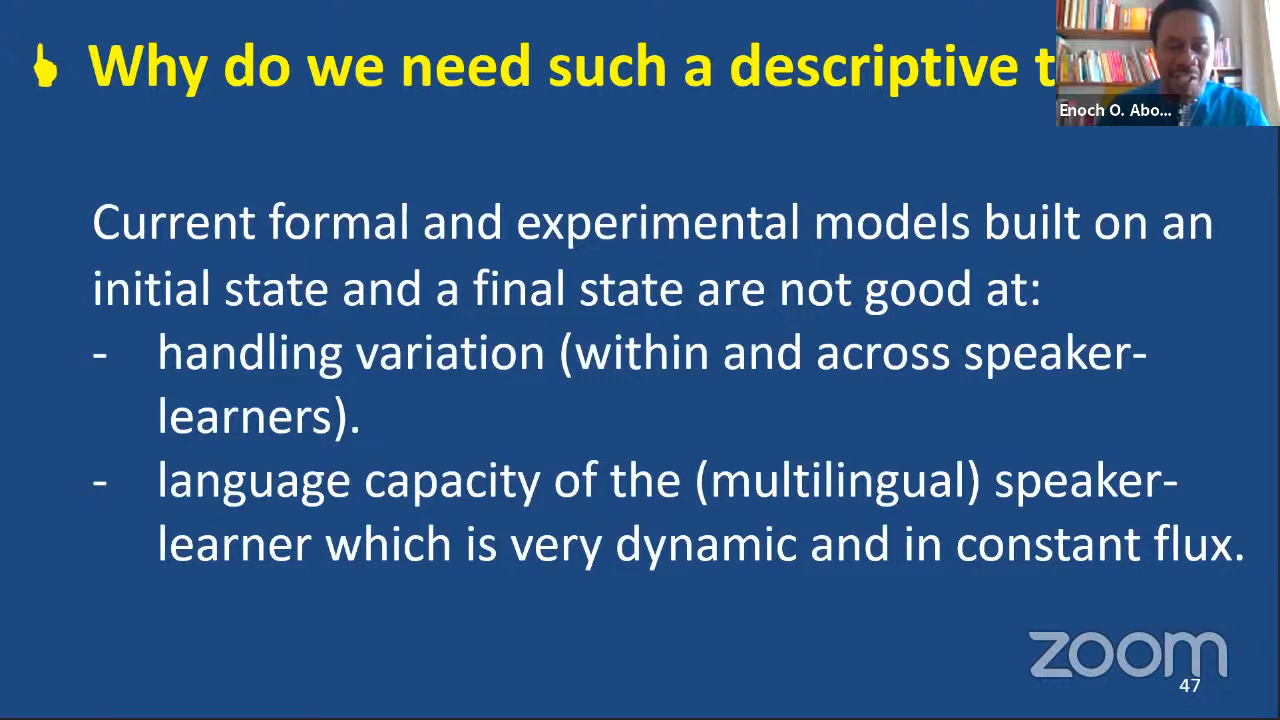 Why do we need such a descriptive t
Enoch O. Abo...
Current formal and experimental models built on an
initial state and a final state are not good at:
- handling variation (within and across speaker-
learners).
- language capacity of the (multilingual) speaker-
learner which is very dynamic and in constant flux.
zoom
47